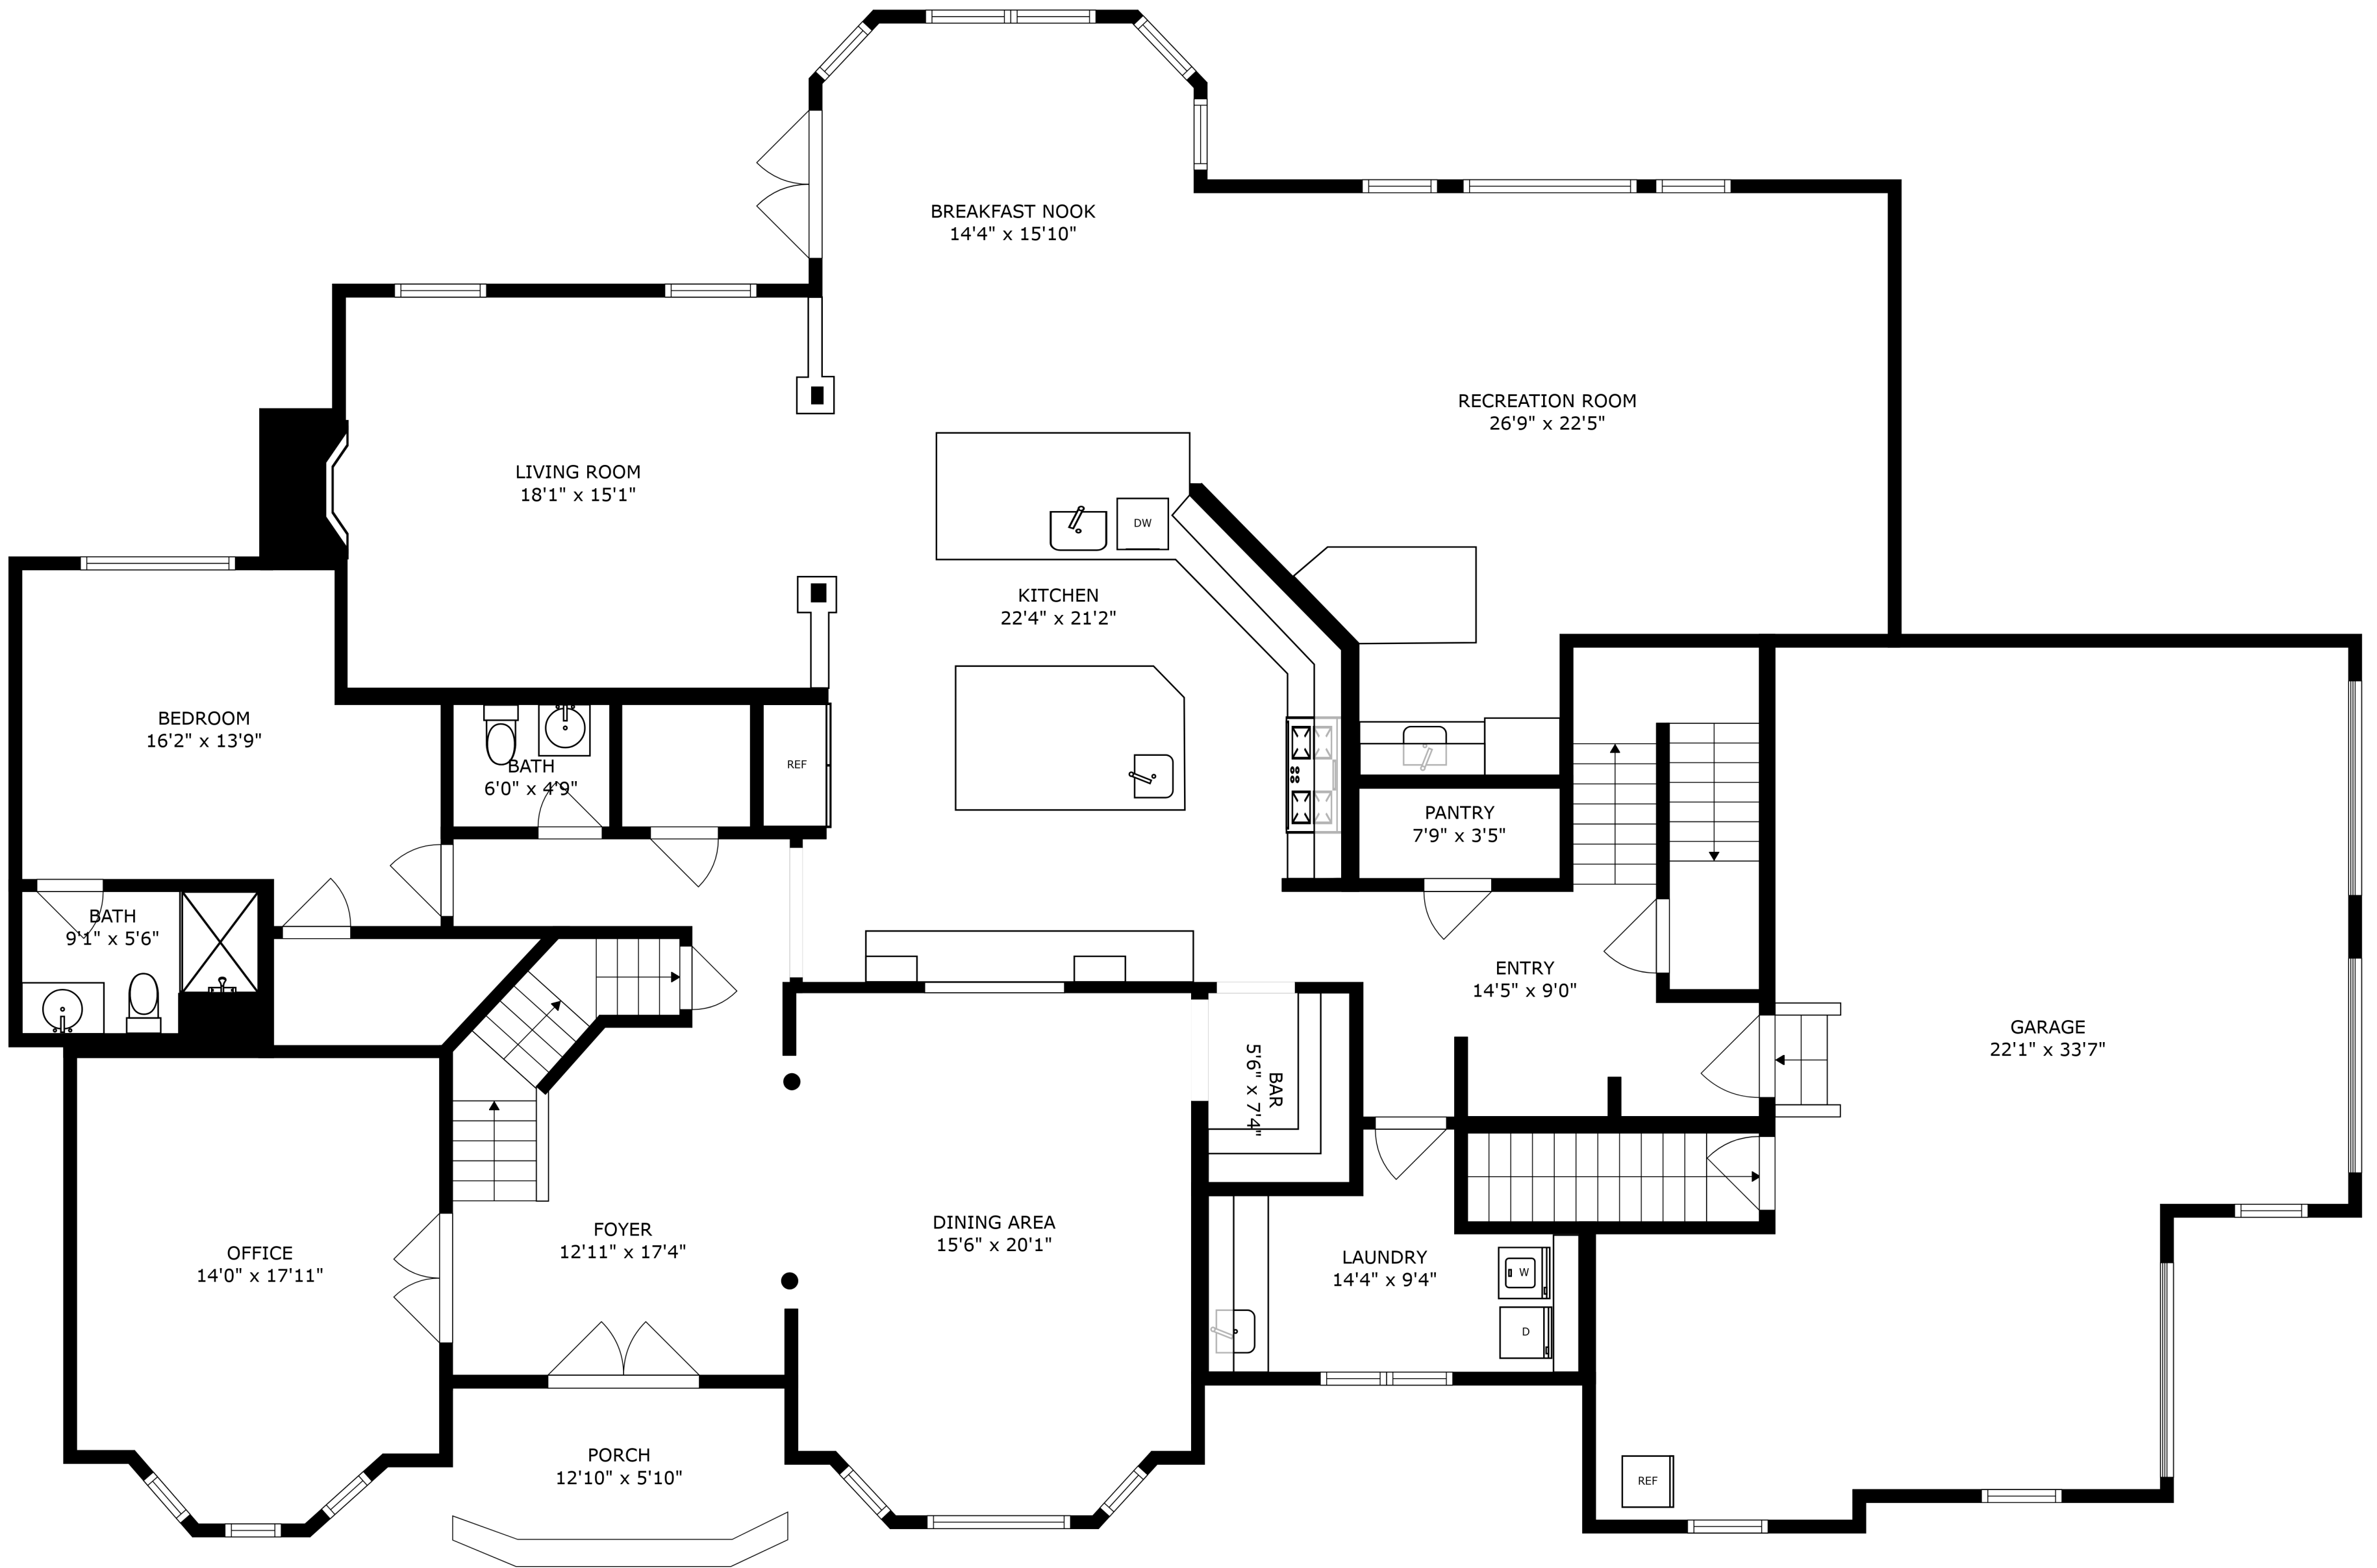 BREAKFAST NOOK
14'4" x 15'10"
RECREATION ROOM
26'9" x 22'5"
LIVING ROOM
18'1" x 15'1"
DW
KITCHEN
22'4" x 21'2"
BEDROOM
16'2" x 13'9"
BATH
6'0" x 4'9"
REF
PANTRY
7'9" x 3'5"
BATH
9'1" x 5'6"
ENTRY
14'5" x 9'0"
GARAGE
22'1" x 33'7"
BAR
5'6" x 7'4"
FOYER
12'11" x 17'4"
DINING AREA
15'6" x 20'1"
OFFICE
14'0" x 17'11"
LAUNDRY
14'4" x 9'4"
W
D
PORCH
12'10" x 5'10"
REF